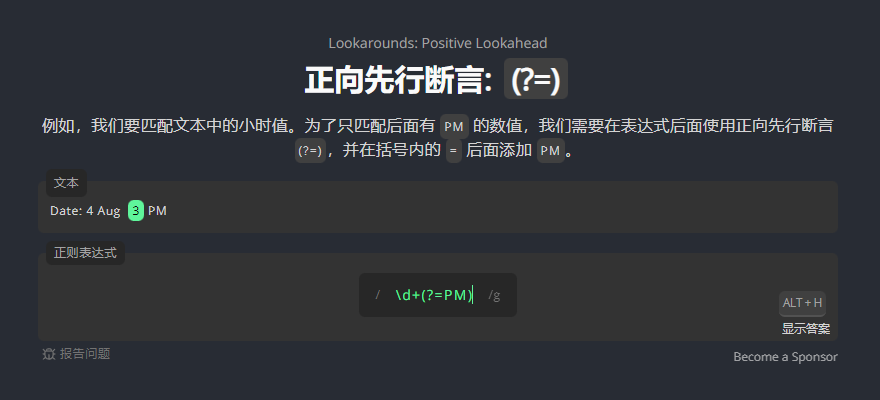 Lookarounds: Positive Lookahead
正向先行断言: (?=)
例如，我们要匹配文本中的小时值。为了只匹配后面有 PM 的数值，我们需要在表达式后面使用正向先行断言
(?=)，并在括号内的 = 后面添加 PM。
文本
Date: 4 Aug 3 PM
正则表达式
/ \d+(?=PM) /g
ALT + H
显示答案
报告问题
Become a Sponsor